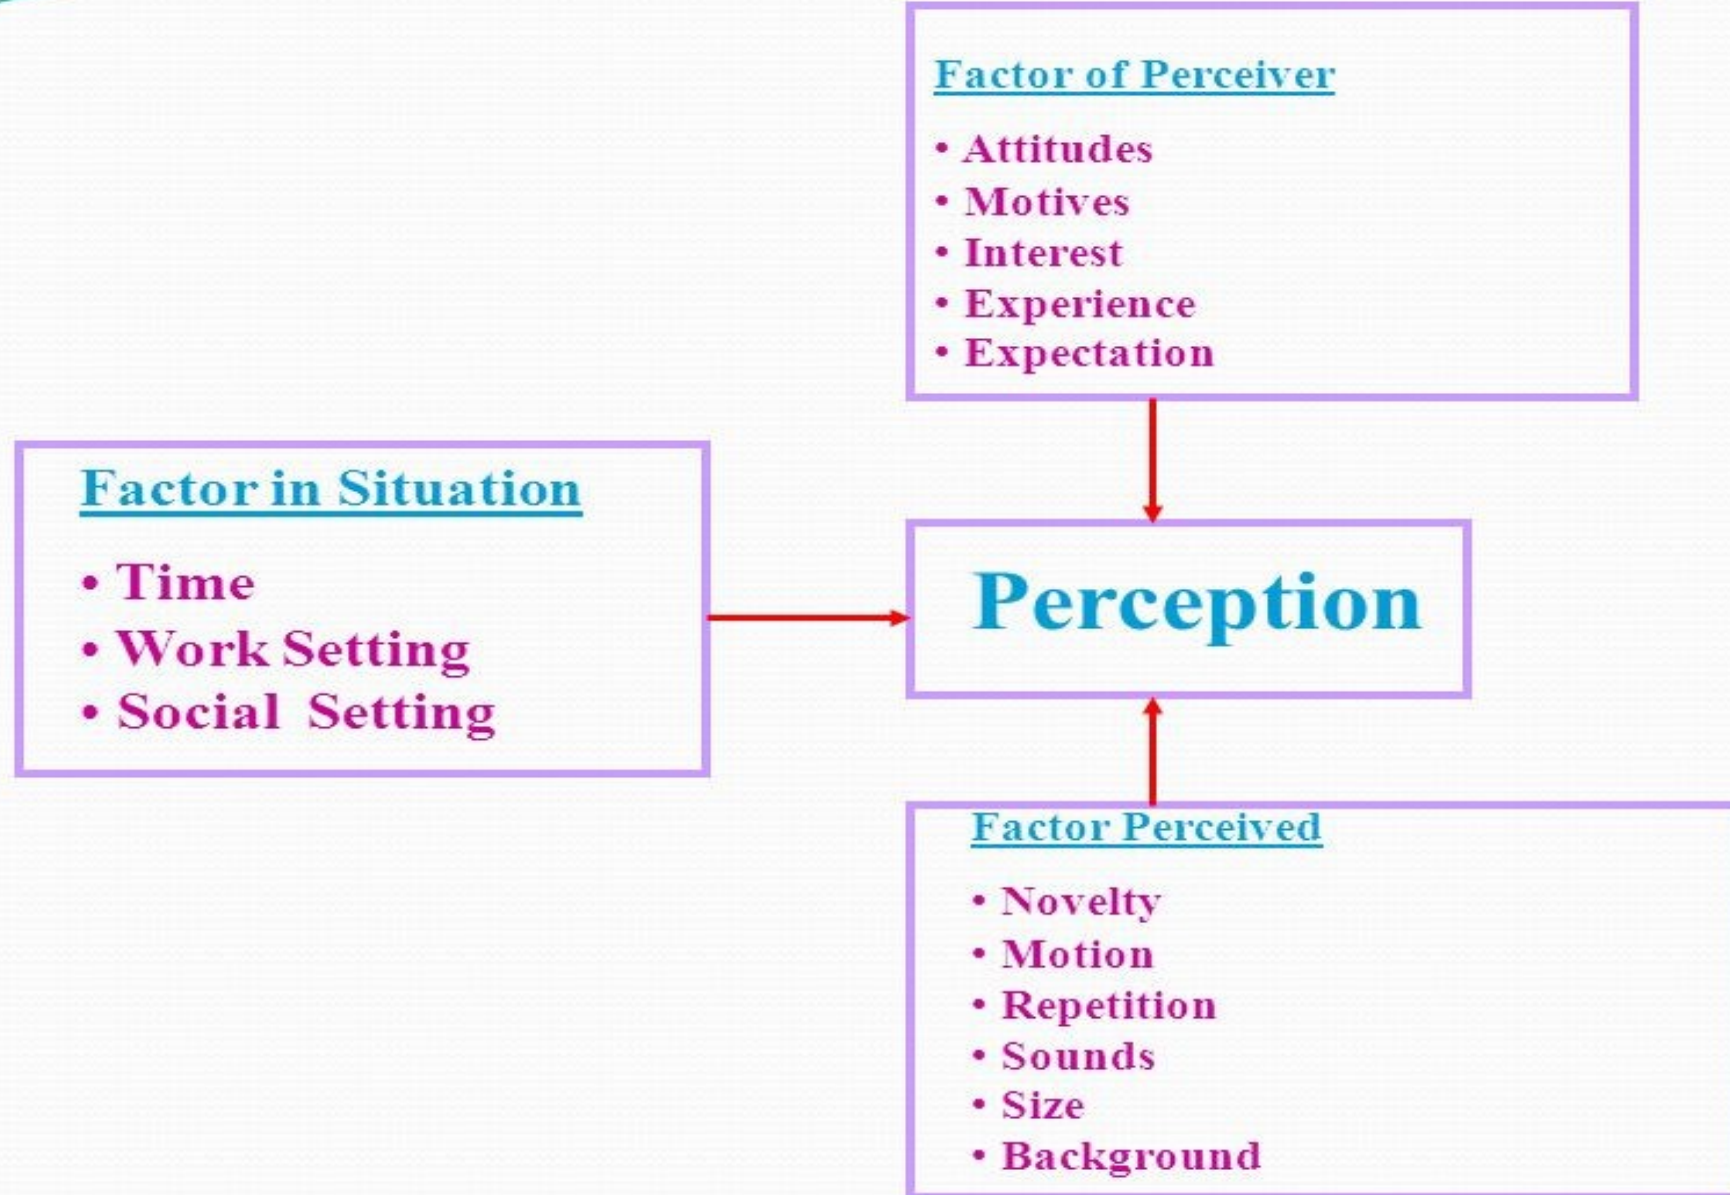 Factor of Perceiver
• Attitudes
• Motives
• Interest
• Experience
• Expectation
Factor in Situation
• Time
• Work Setting
• Social Setting
Perception
Factor Perceived
• Novelty
• Motion
• Repetition
• Sounds
• Size
• Background